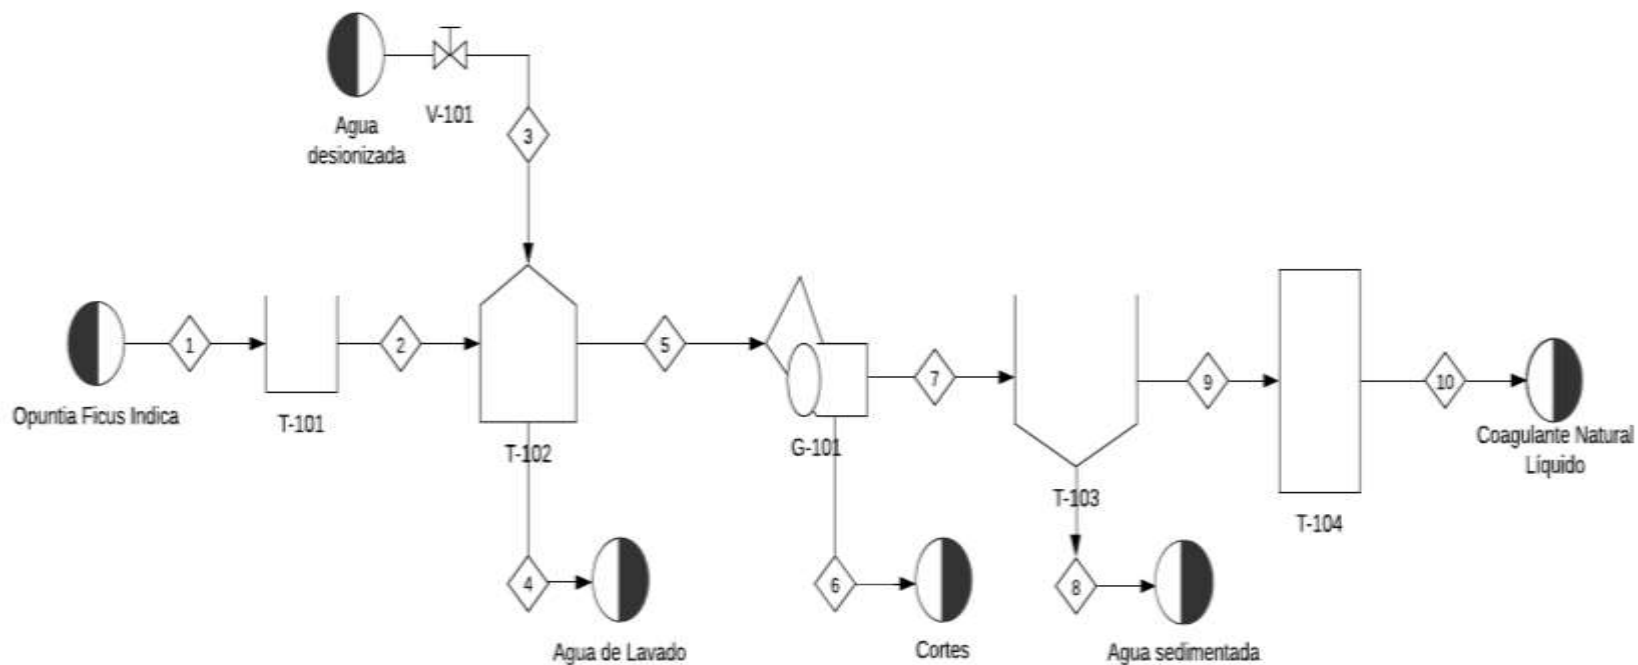 Agua
desionizada
V-101
3
1
2
5
7
9
10
Opuntia Ficus Indica
T-101
T-102
G-101
T-103
T-104
Coagulante Natural
Líquido
4
6
8
Agua de Lavado
Cortes
Agua sedimentada